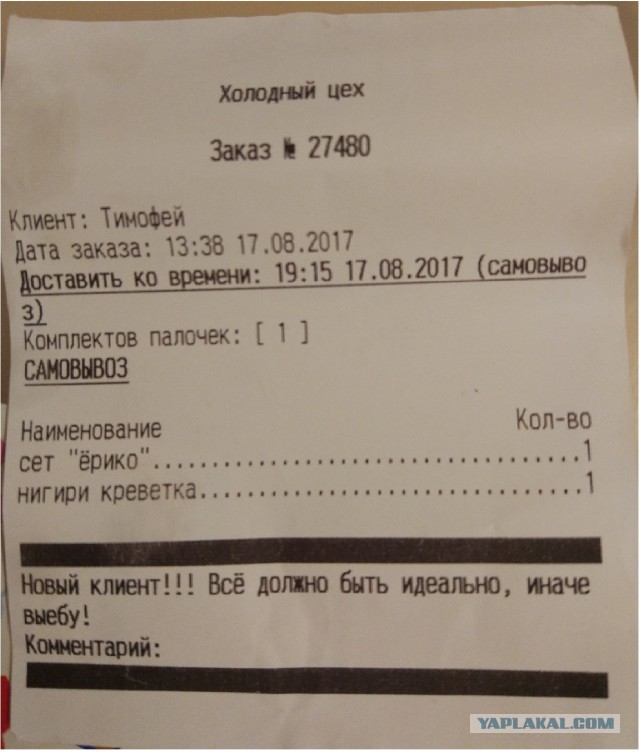 Холодный цех
Заказ № 27480
Клиент: Тимофей
Дата заказа: 13:38 17.08.2017
Доставить ко времени: 19:15 17.08.2017 (самовыво
з)
Комплектов палочек: [ 1 ]
САМОВЫВОЗ
Наименование Кол-во
сет "ёрико".....................................1
нигири креветка.................................1
Новый клиент!!! Всё должно быть идеально, иначе
выебу!
Комментарий:
YAPLAKAL.COM